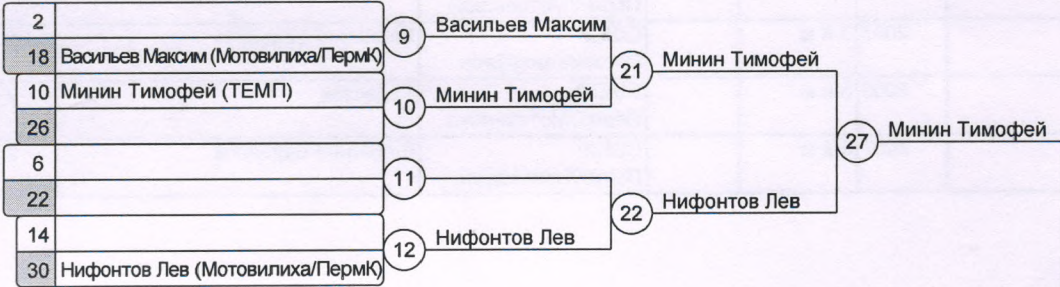 2
18 Васильев Максим (Мотовилиха/ПермК)
9 Васильев Максим
10 Минин Тимофей (ТЕМП)
26
10 Минин Тимофей
21 Минин Тимофей
6
22
11
14
30 Нифонтов Лев (Мотовилиха/ПермК)
12 Нифонтов Лев
22 Нифонтов Лев
27 Минин Тимофей